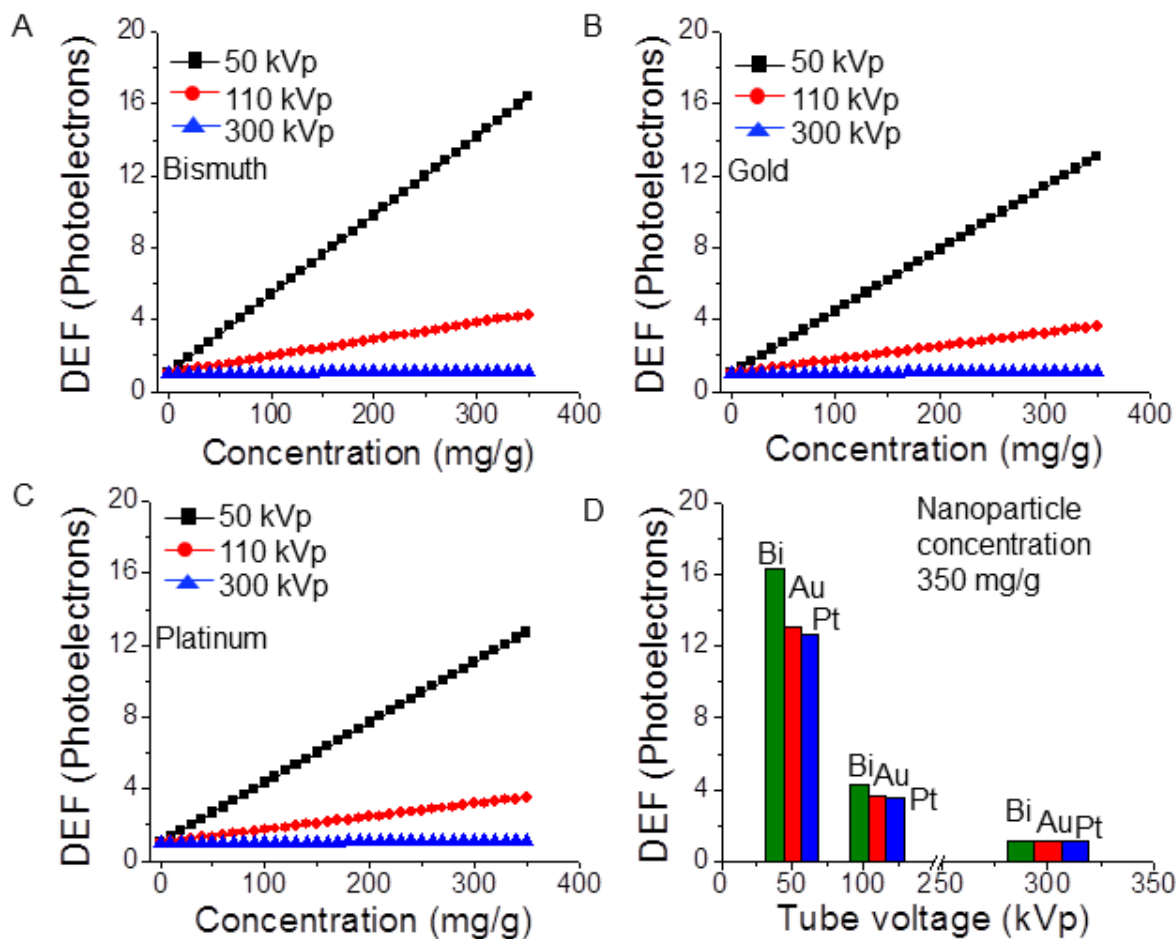 A
DEF (Photoelectrons)
20
16
12
8
4
0
50 kVp
110 kVp
300 kVp
Bismuth
0 100 200 300 400
Concentration (mg/g)
B
DEF (Photoelectrons)
20
16
12
8
4
0
50 kVp
110 kVp
300 kVp
Gold
0 100 200 300 400
Concentration (mg/g)
C
DEF (Photoelectrons)
20
16
12
8
4
0
50 kVp
110 kVp
300 kVp
Platinum
0 100 200 300 400
Concentration (mg/g)
D
DEF (Photoelectrons)
20
16
12
8
4
0
Nanoparticle
concentration
350 mg/g
Bi
Au
Pt
Bi
Au
Pt
Bi
Au
Pt
0 50 100 25 300 350
Tube voltage (kVp)